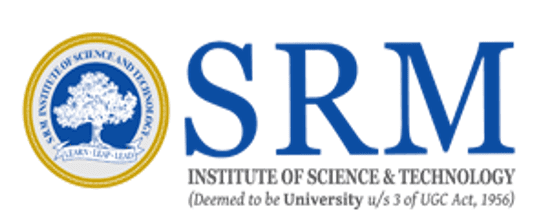 S.R.M. INSTITUTE OF SCIENCE AND TECHNOLOGY
LEARN - LEAP - LEAD
SRM
INSTITUTE OF SCIENCE & TECHNOLOGY
(Deemed to be University u/s 3 of UGC Act, 1956)